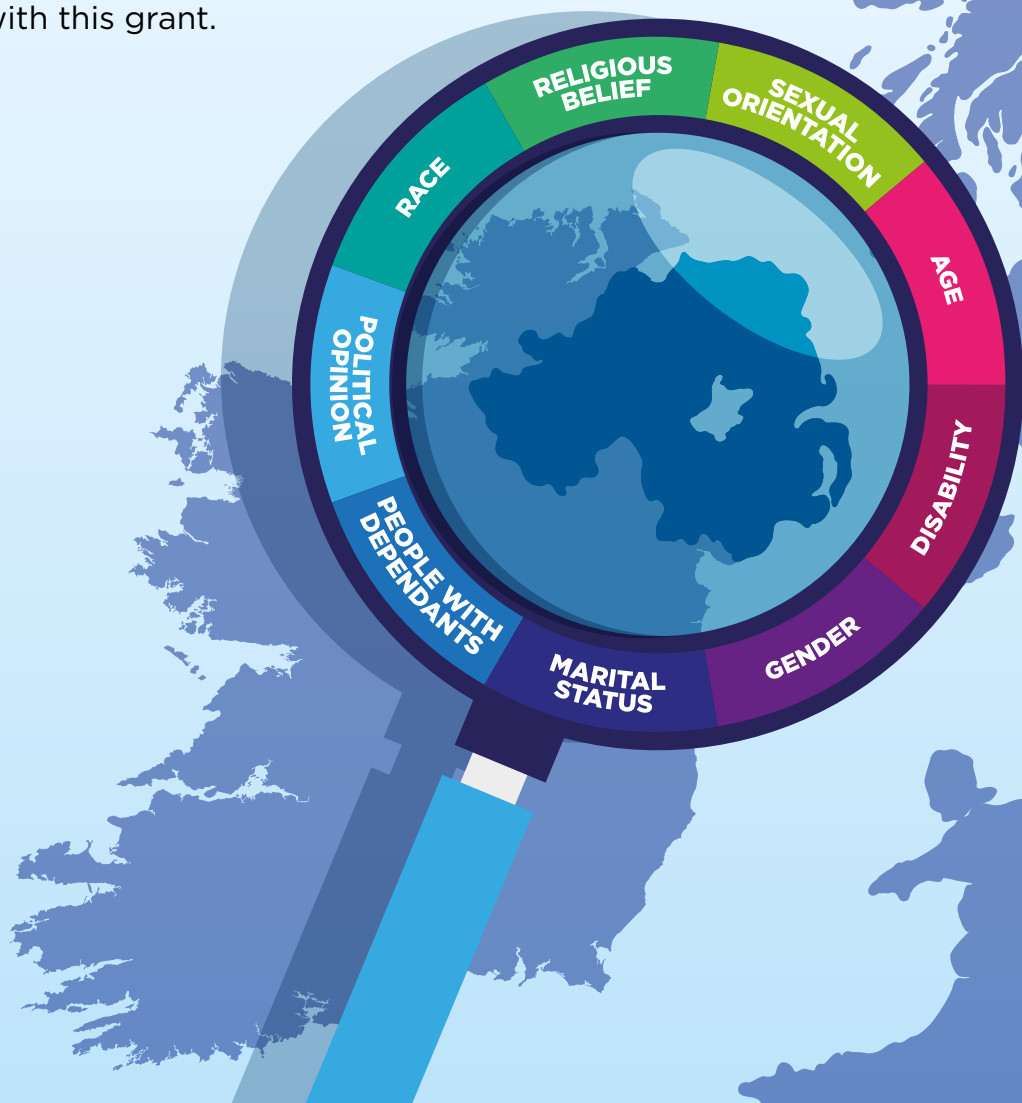 with this grant.
RELIGIOUS
BELIEF
SEXUAL
ORIENTATION
AGE
DISABILITY
GENDER
MARITAL
STATUS
PEOPLE WITH
DEPENDANTS
POLITICAL
OPINION
RACE